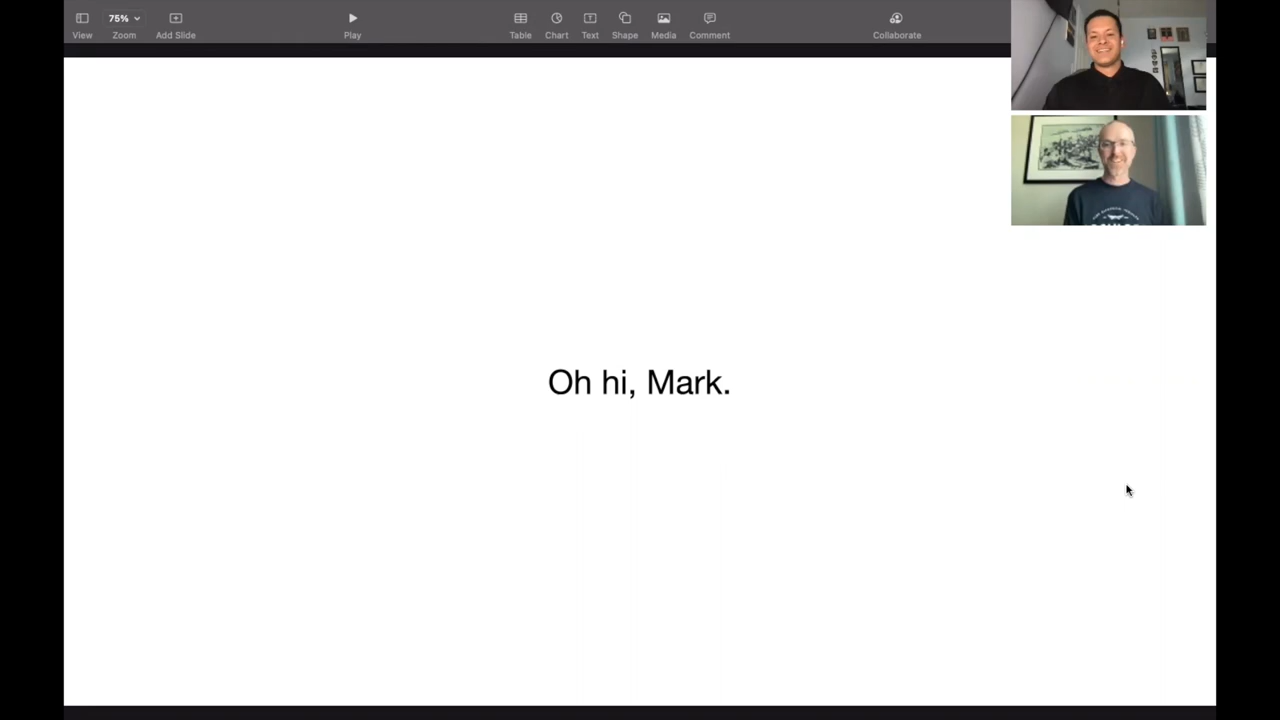 75%
View
Zoom
Add Slide
Play
Table
Chart
Text
Shape
Media
Comment
Collaborate
Oh hi, Mark.